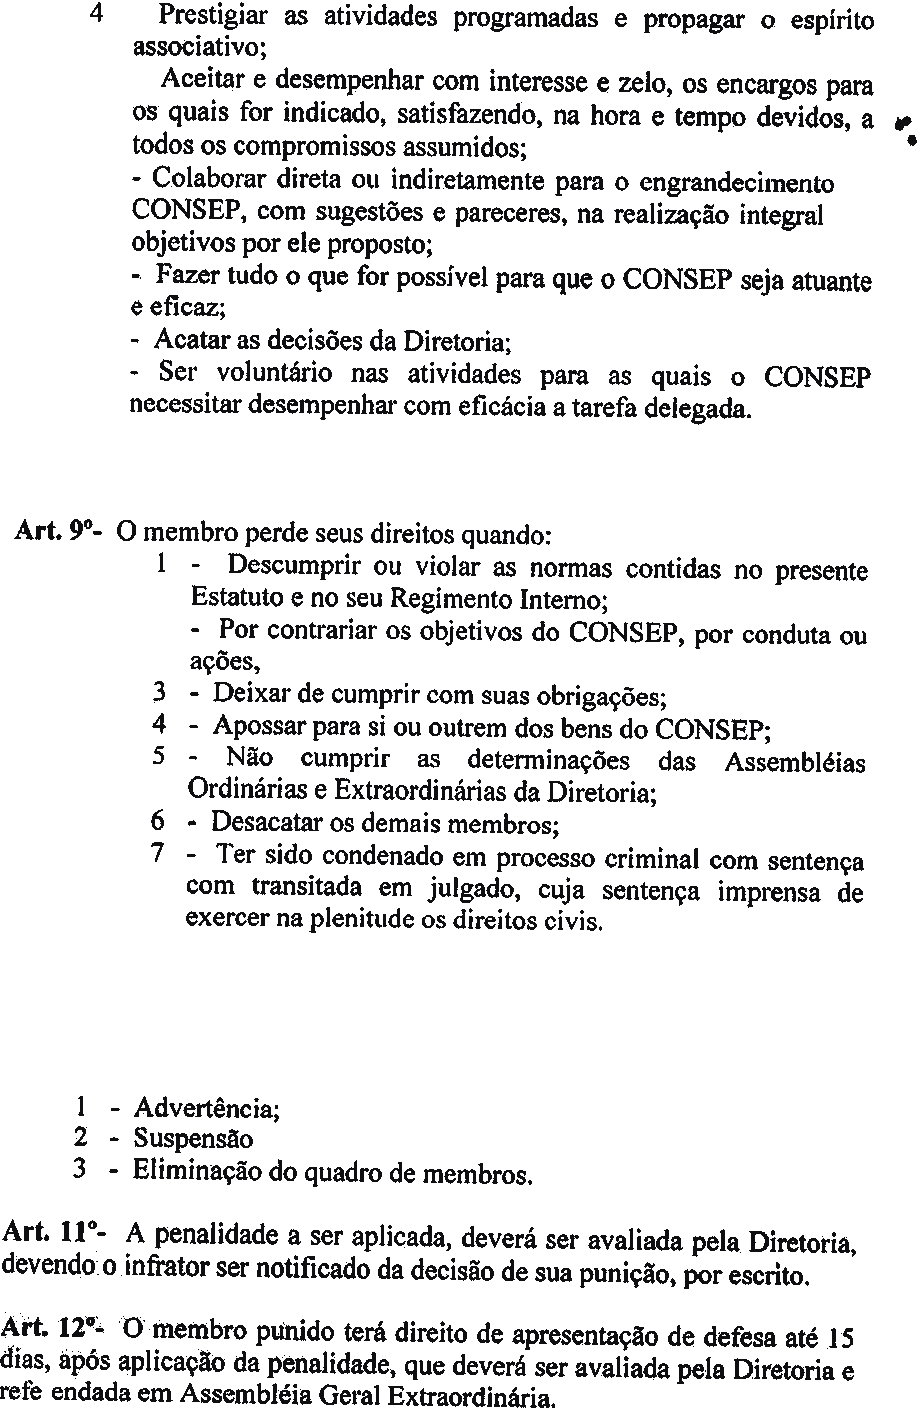 4 Prestigiar as atividades programadas e propagar o espírito
associativo;
Aceitar e desempenhar com interesse e zelo, os encargos para
os quais for indicado, satisfazendo, na hora e tempo devidos, a
todos os compromissos assumidos;
- Colaborar direta ou indiretamente para o engrandecimento
CONSEP, com sugestões e pareceres, na realização integral
objetivos por ele proposto;
- Fazer tudo o que for possível para que o CONSEP seja atuante
e eficaz;
- Acatar as decisões da Diretoria;
- Ser voluntário nas atividades para as quais o CONSEP
necessitar desempenhar com eficácia a tarefa delegada.
Art. 9º- O membro perde seus direitos quando:
1 - Descumprir ou violar as normas contidas no presente
Estatuto e no seu Regimento Interno;
- Por contrariar os objetivos do CONSEP, por conduta ou
ações,
3 - Deixar de cumprir com suas obrigações;
4 - Apossar para si ou outrem dos bens do CONSEP;
5 - Não cumprir as determinações das Assembléias
Ordinárias e Extraordinárias da Diretoria;
6 - Desacatar os demais membros;
7 - Ter sido condenado em processo criminal com sentença
com transitada em julgado, cuja sentença imprensa de
exercer na plenitude os direitos civis.
1 - Advertência;
2 - Suspensão
3 - Eliminação do quadro de membros.
Art. 11º- A penalidade a ser aplicada, deverá ser avaliada pela Diretoria,
devendo o infrator ser notificado da decisão de sua punição, por escrito.
Art. 12º- O membro punido terá direito de apresentação de defesa até 15
dias, após aplicação da penalidade, que deverá ser avaliada pela Diretoria e
refe endada em Assembléia Geral Extraordinária.